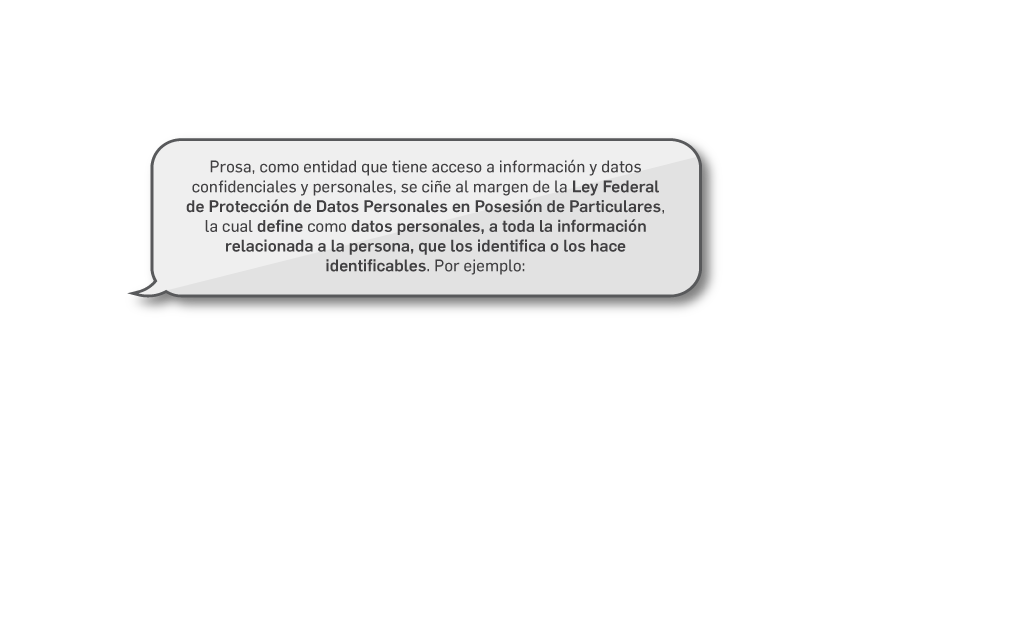 Prosa, como entidad que tiene acceso a información y datos
confidenciales y personales, se ciñe al margen de la Ley Federal
de Protección de Datos Personales en Posesión de Particulares,
la cual define como datos personales, a toda la información
relacionada a la persona, que los identifica o los hace
identificables. Por ejemplo: